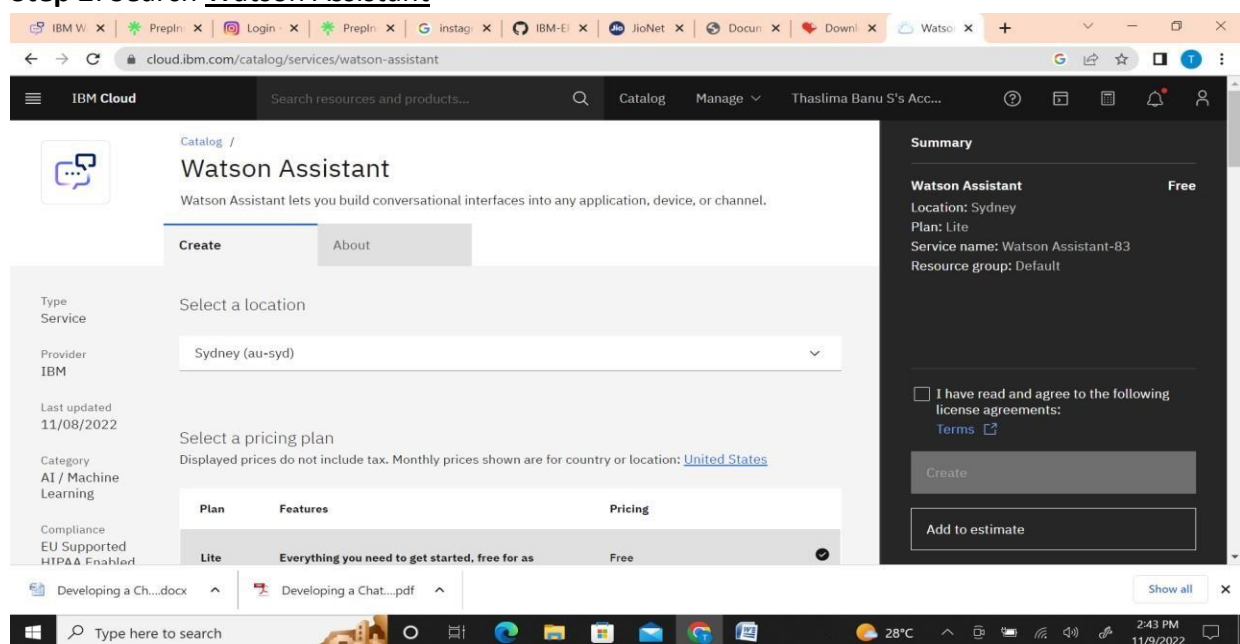 Step 2: Search Watson Assistant
IBM W
PrepIn
Login -
PrepIn
instagr
IBM-E
JioNet
Docun
Downl
Watso
cloud.ibm.com/catalog/services/watson-assistant
G
T
IBM Cloud
Search resources and products...
Catalog
Manage
Thaslima Banu S's Acc...
Catalog /
Watson Assistant
Watson Assistant lets you build conversational interfaces into any application, device, or channel.
Create
About
Type
Service
Provider
IBM
Last updated
11/08/2022
Category
AI / Machine
Learning
Compliance
EU Supported
HIPAA Enabled
Select a location
Sydney (au-syd)
Select a pricing plan
Displayed prices do not include tax. Monthly prices shown are for country or location: United States
Plan Features Pricing
Lite Everything you need to get started, free for as Free
Summary
Watson Assistant Free
Location: Sydney
Plan: Lite
Service name: Watson Assistant-83
Resource group: Default
I have read and agree to the following
license agreements:
Terms
Create
Add to estimate
Developing a Ch....docx
Developing a Chat....pdf
Show all
Type here to search
28°C
2:43 PM
11/9/2022